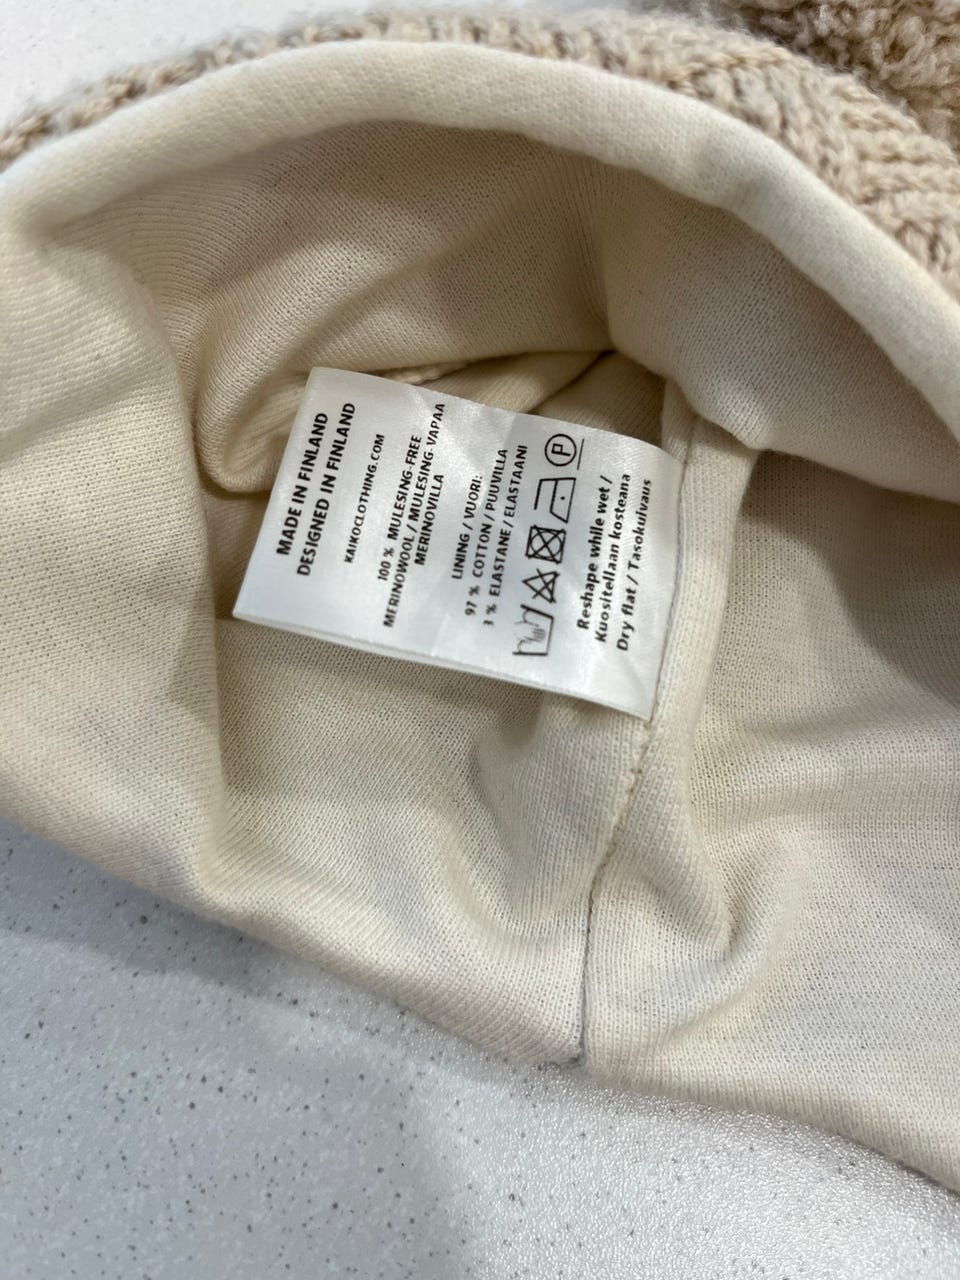 MADE IN FINLAND
DESIGNED IN FINLAND
KAIKOCLOTHING.COM
100 % MULESING-FREE
MERINOWOOL / MULESING-VAPAA
MERINOVILLA
LINING / VUORI:
97 % COTTON / PUUVILLA
3 % ELASTANE / ELASTAANI
P
Reshape while wet /
Kuositellaan kosteana
Dry flat / Tasokuivaus